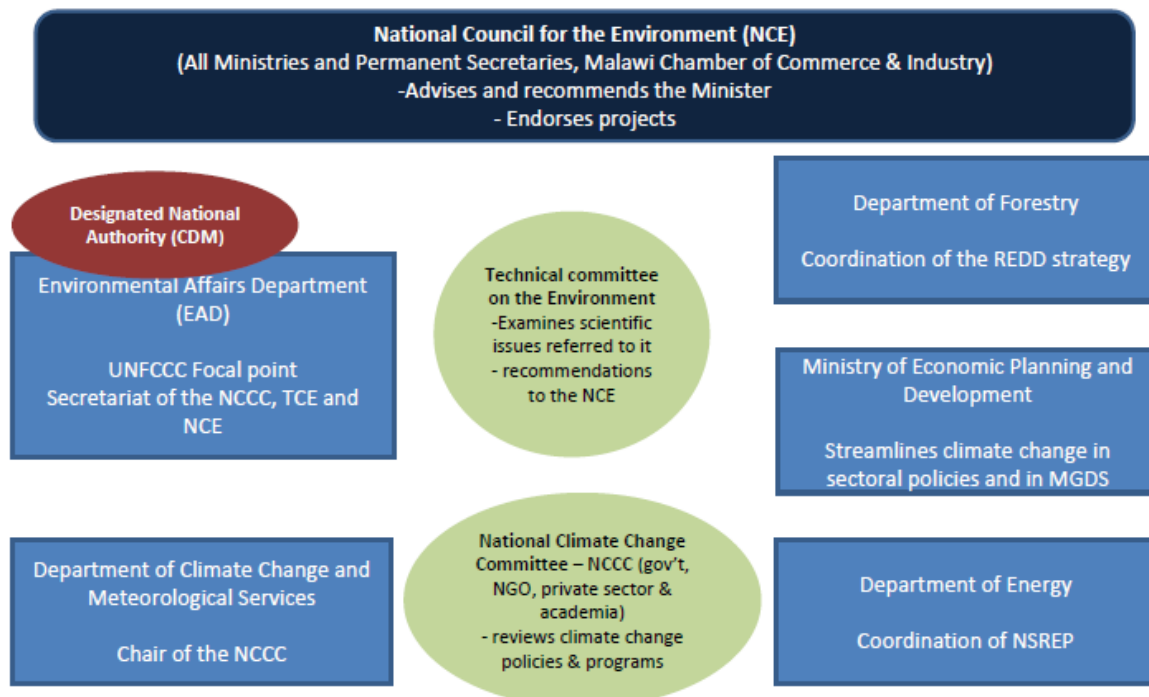 National Council for the Environment (NCE)
(All Ministries and Permanent Secretaries, Malawi Chamber of Commerce & Industry)
-Advises and recommends the Minister
- Endorses projects
Designated National
Authority (CDM)
Environmental Affairs Department
(EAD)
UNFCCC Focal point
Secretariat of the NCCC, TCE and
NCE
Department of Climate Change and
Meteorological Services
Chair of the NCCC
Technical committee
on the Environment
-Examines scientific
issues referred to it
- recommendations
to the NCE
National Climate Change
Committee – NCCC (gov’t,
NGO, private sector &
academia)
- reviews climate change
policies & programs
Department of Forestry
Coordination of the REDD strategy
Ministry of Economic Planning and
Development
Streamlines climate change in
sectoral policies and in MGDS
Department of Energy
Coordination of NSREP